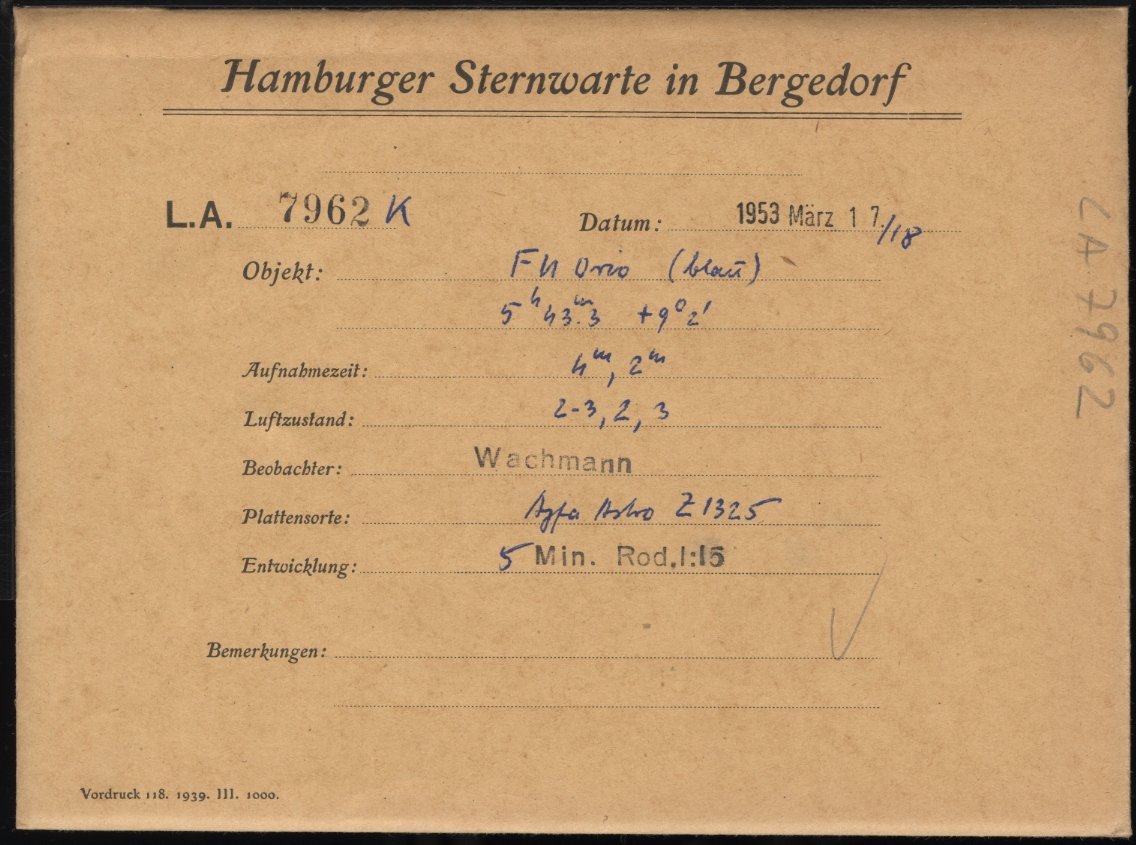 Hamburger Sternwarte in Bergedorf
L.A. 7962 K Datum: 1953 März 17/18
Objekt: FU Orio (blau)
5ʰ 43ᵐ.3 +9° 2'
Aufnahmezeit: 4ᵐ, 2ᵐ
Luftzustand: 2-3, 2, 3
Beobachter: Wachmann
Plattensorte: Agfa Astro Z 1325
Entwicklung: 5 Min. Rod.1:15
Bemerkungen:
Vordruck 118. 1939. III. 1000.
LA 7962